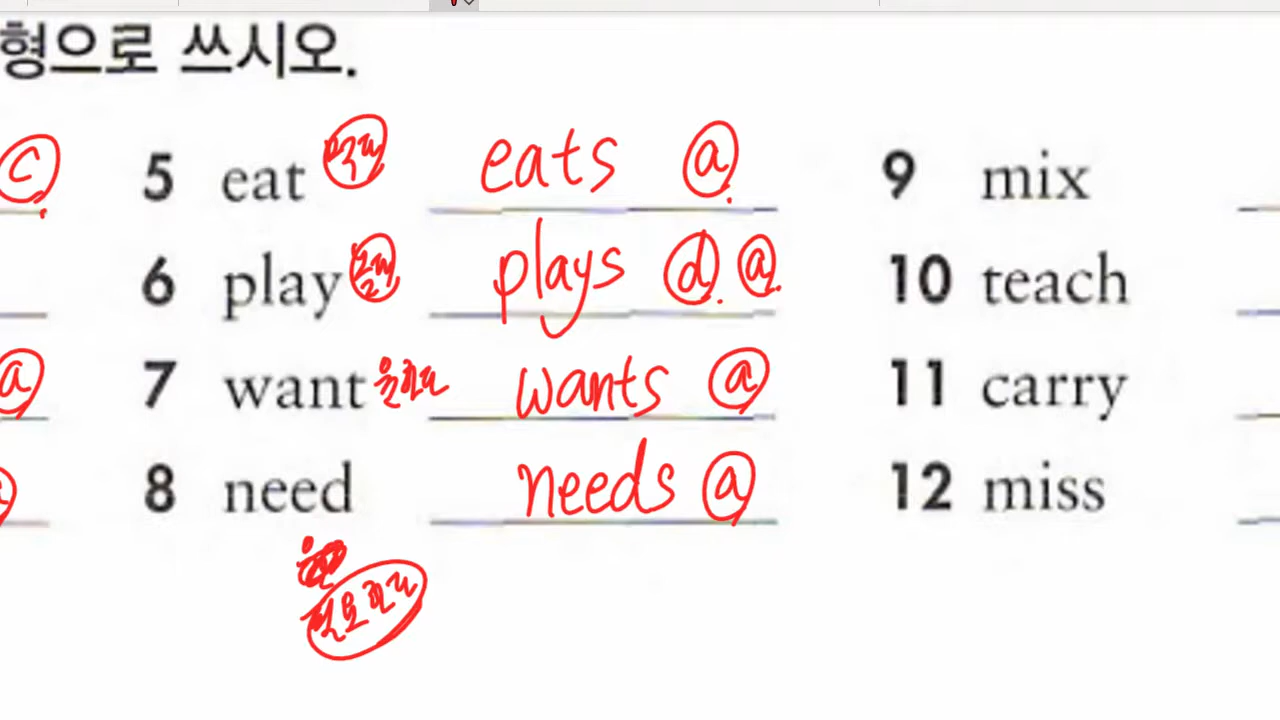 형으로 쓰시오.
ⓒ. 5 eat 먹다 eats ⓐ. 9 mix
6 play 놀다 plays ⓓ. ⓐ. 10 teach
ⓐ 7 want 원하다 wants ⓐ 11 carry
8 need needs ⓐ 12 miss
필요하다